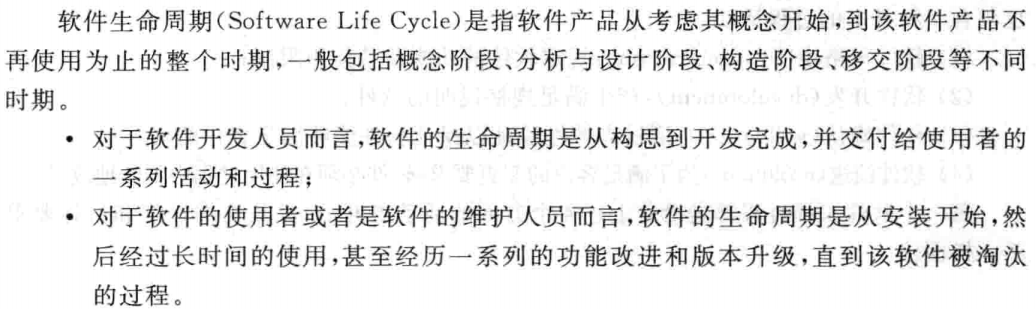 软件生命周期(Software Life Cycle)是指软件产品从考虑其概念开始,到该软件产品不
再使用为止的整个时期,一般包括概念阶段、分析与设计阶段、构造阶段、移交阶段等不同
时期。
• 对于软件开发人员而言,软件的生命周期是从构思到开发完成,并交付给使用者的
一系列活动和过程;
• 对于软件的使用者或者是软件的维护人员而言,软件的生命周期是从安装开始,然
后经过长时间的使用,甚至经历一系列的功能改进和版本升级,直到该软件被淘汰
的过程。